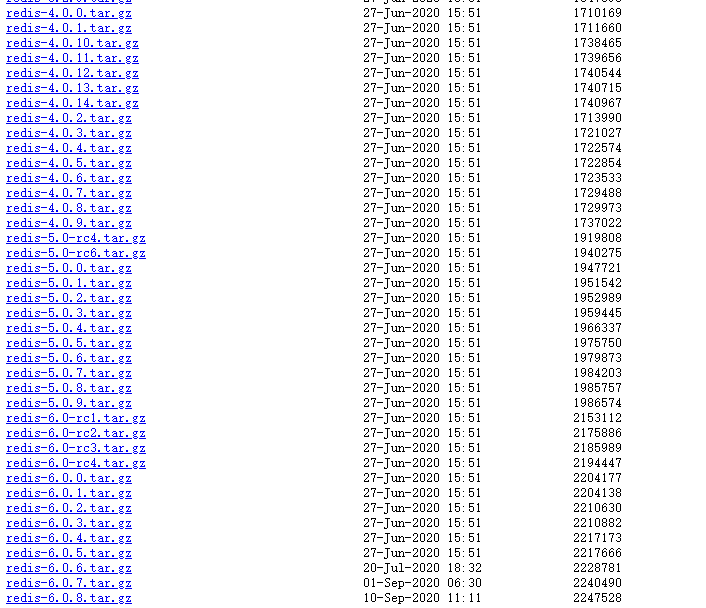 redis-4.0.0.tar.gz 27-Jun-2020 15:51 1710169
redis-4.0.1.tar.gz 27-Jun-2020 15:51 1711660
redis-4.0.10.tar.gz 27-Jun-2020 15:51 1738465
redis-4.0.11.tar.gz 27-Jun-2020 15:51 1739656
redis-4.0.12.tar.gz 27-Jun-2020 15:51 1740544
redis-4.0.13.tar.gz 27-Jun-2020 15:51 1740715
redis-4.0.14.tar.gz 27-Jun-2020 15:51 1740967
redis-4.0.2.tar.gz 27-Jun-2020 15:51 1713990
redis-4.0.3.tar.gz 27-Jun-2020 15:51 1721027
redis-4.0.4.tar.gz 27-Jun-2020 15:51 1722574
redis-4.0.5.tar.gz 27-Jun-2020 15:51 1722854
redis-4.0.6.tar.gz 27-Jun-2020 15:51 1723533
redis-4.0.7.tar.gz 27-Jun-2020 15:51 1729488
redis-4.0.8.tar.gz 27-Jun-2020 15:51 1729973
redis-4.0.9.tar.gz 27-Jun-2020 15:51 1737022
redis-5.0-rc4.tar.gz 27-Jun-2020 15:51 1919808
redis-5.0-rc6.tar.gz 27-Jun-2020 15:51 1940275
redis-5.0.0.tar.gz 27-Jun-2020 15:51 1947721
redis-5.0.1.tar.gz 27-Jun-2020 15:51 1951542
redis-5.0.2.tar.gz 27-Jun-2020 15:51 1952989
redis-5.0.3.tar.gz 27-Jun-2020 15:51 1959445
redis-5.0.4.tar.gz 27-Jun-2020 15:51 1966337
redis-5.0.5.tar.gz 27-Jun-2020 15:51 1975750
redis-5.0.6.tar.gz 27-Jun-2020 15:51 1979873
redis-5.0.7.tar.gz 27-Jun-2020 15:51 1984203
redis-5.0.8.tar.gz 27-Jun-2020 15:51 1985757
redis-5.0.9.tar.gz 27-Jun-2020 15:51 1986574
redis-6.0-rc1.tar.gz 27-Jun-2020 15:51 2153112
redis-6.0-rc2.tar.gz 27-Jun-2020 15:51 2175886
redis-6.0-rc3.tar.gz 27-Jun-2020 15:51 2185989
redis-6.0-rc4.tar.gz 27-Jun-2020 15:51 2194447
redis-6.0.0.tar.gz 27-Jun-2020 15:51 2204177
redis-6.0.1.tar.gz 27-Jun-2020 15:51 2204138
redis-6.0.2.tar.gz 27-Jun-2020 15:51 2210630
redis-6.0.3.tar.gz 27-Jun-2020 15:51 2210882
redis-6.0.4.tar.gz 27-Jun-2020 15:51 2217173
redis-6.0.5.tar.gz 27-Jun-2020 15:51 2217666
redis-6.0.6.tar.gz 20-Jul-2020 18:32 2228781
redis-6.0.7.tar.gz 01-Sep-2020 06:30 2240490
redis-6.0.8.tar.gz 10-Sep-2020 11:11 2247528